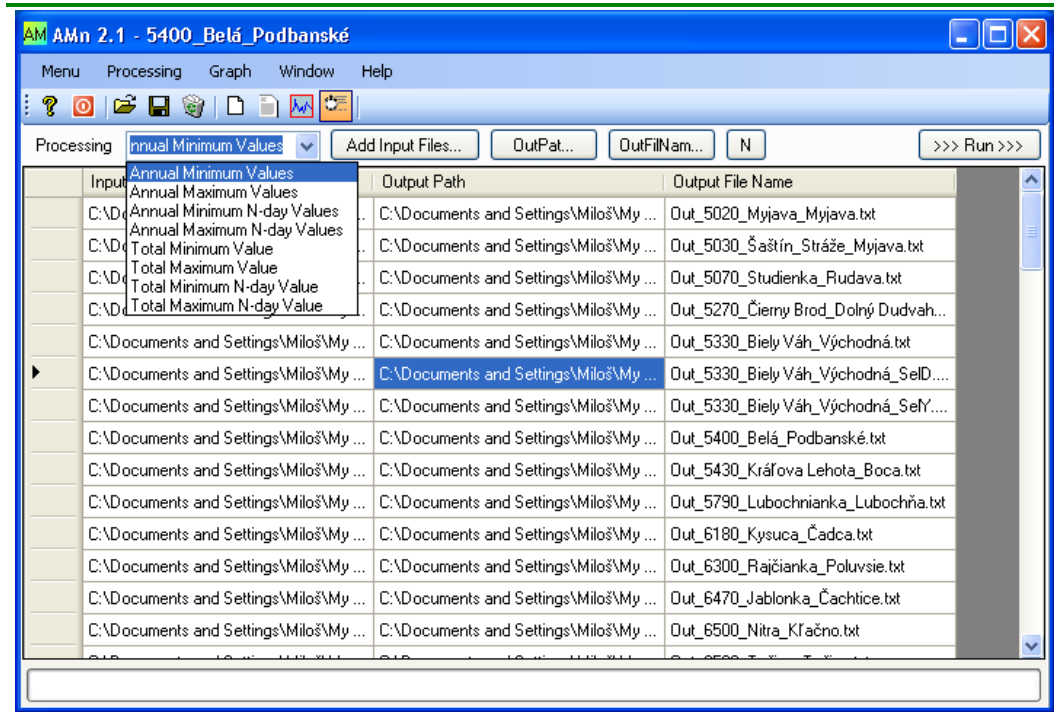 AM AMn 2.1 - 5400_Belá_Podbanské
Menu Processing Graph Window Help
Processing nnual Minimum Values Add Input Files... OutPat... OutFilNam... N >>> Run >>>
Annual Minimum Values
Annual Maximum Values
Annual Minimum N-day Values
Annual Maximum N-day Values
Total Minimum Value
Total Maximum Value
Total Minimum N-day Value
Total Maximum N-day Value
Input Output Path Output File Name
C:\D C:\Documents and Settings\Miloš\My ... Out_5020_Myjava_Myjava.txt
C:\D C:\Documents and Settings\Miloš\My ... Out_5030_Šaštín_Stráže_Myjava.txt
C:\D C:\Documents and Settings\Miloš\My ... Out_5070_Studienka_Rudava.txt
C:\D C:\Documents and Settings\Miloš\My ... Out_5270_Čierny Brod_Dolný Dudvah...
C:\Documents and Settings\Miloš\My ... C:\Documents and Settings\Miloš\My ... Out_5330_Biely Váh_Východná.txt
C:\Documents and Settings\Miloš\My ... C:\Documents and Settings\Miloš\My ... Out_5330_Biely Váh_Východná_SelD....
C:\Documents and Settings\Miloš\My ... C:\Documents and Settings\Miloš\My ... Out_5330_Biely Váh_Východná_SelY....
C:\Documents and Settings\Miloš\My ... C:\Documents and Settings\Miloš\My ... Out_5400_Belá_Podbanské.txt
C:\Documents and Settings\Miloš\My ... C:\Documents and Settings\Miloš\My ... Out_5430_Kráľova Lehota_Boca.txt
C:\Documents and Settings\Miloš\My ... C:\Documents and Settings\Miloš\My ... Out_5790_Lubochnianka_Lubochňa.txt
C:\Documents and Settings\Miloš\My ... C:\Documents and Settings\Miloš\My ... Out_6180_Kysuca_Čadca.txt
C:\Documents and Settings\Miloš\My ... C:\Documents and Settings\Miloš\My ... Out_6300_Rajčianka_Poluvsie.txt
C:\Documents and Settings\Miloš\My ... C:\Documents and Settings\Miloš\My ... Out_6470_Jablonka_Čachtice.txt
C:\Documents and Settings\Miloš\My ... C:\Documents and Settings\Miloš\My ... Out_6500_Nitra_Kľačno.txt